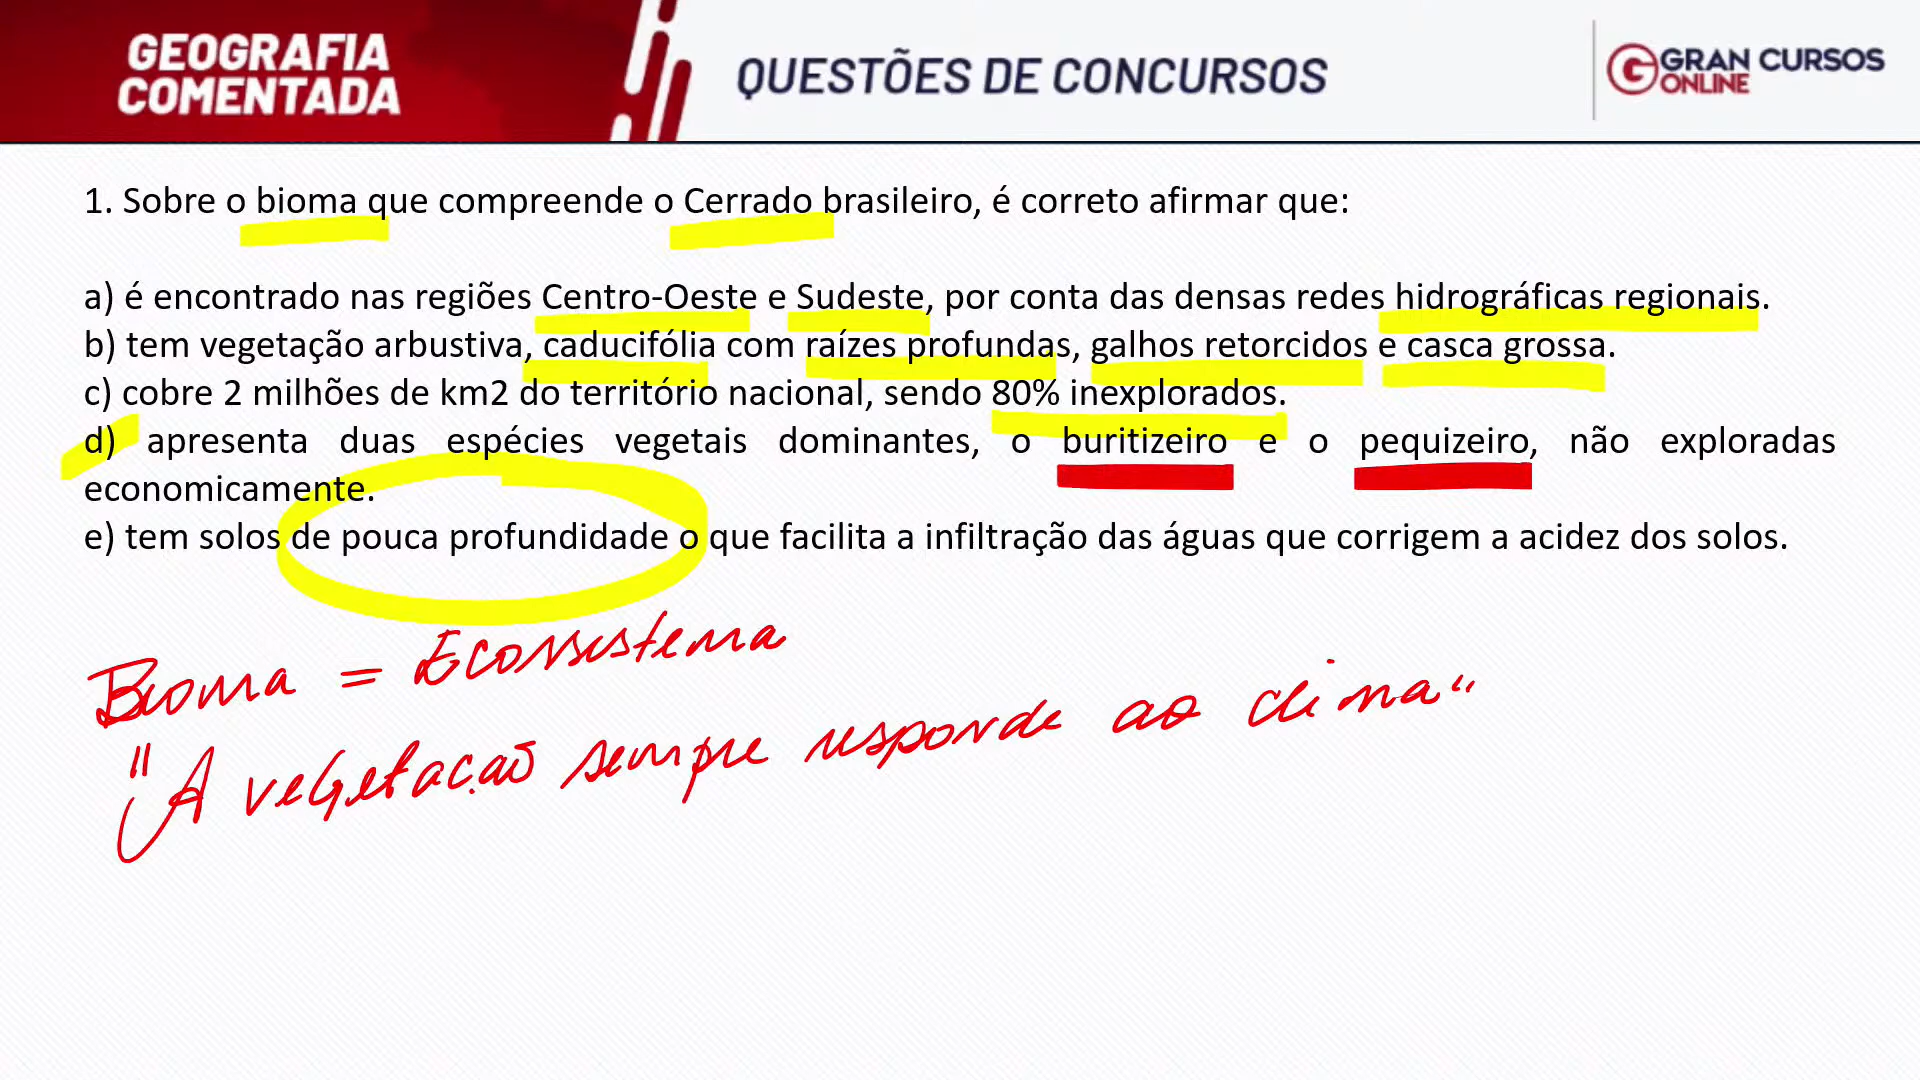 GEOGRAFIA
COMENTADA
QUESTÕES DE CONCURSOS
GRAN CURSOS
ONLINE
1. Sobre o bioma que compreende o Cerrado brasileiro, é correto afirmar que:
a) é encontrado nas regiões Centro-Oeste e Sudeste, por conta das densas redes hidrográficas regionais.
b) tem vegetação arbustiva, caducifólia com raízes profundas, galhos retorcidos e casca grossa.
c) cobre 2 milhões de km2 do território nacional, sendo 80% inexplorados.
d) apresenta duas espécies vegetais dominantes, o buritizeiro e o pequizeiro, não exploradas
economicamente.
e) tem solos de pouca profundidade o que facilita a infiltração das águas que corrigem a acidez dos solos.
Bioma = Ecossistema
"A vegetação sempre responde ao clima"